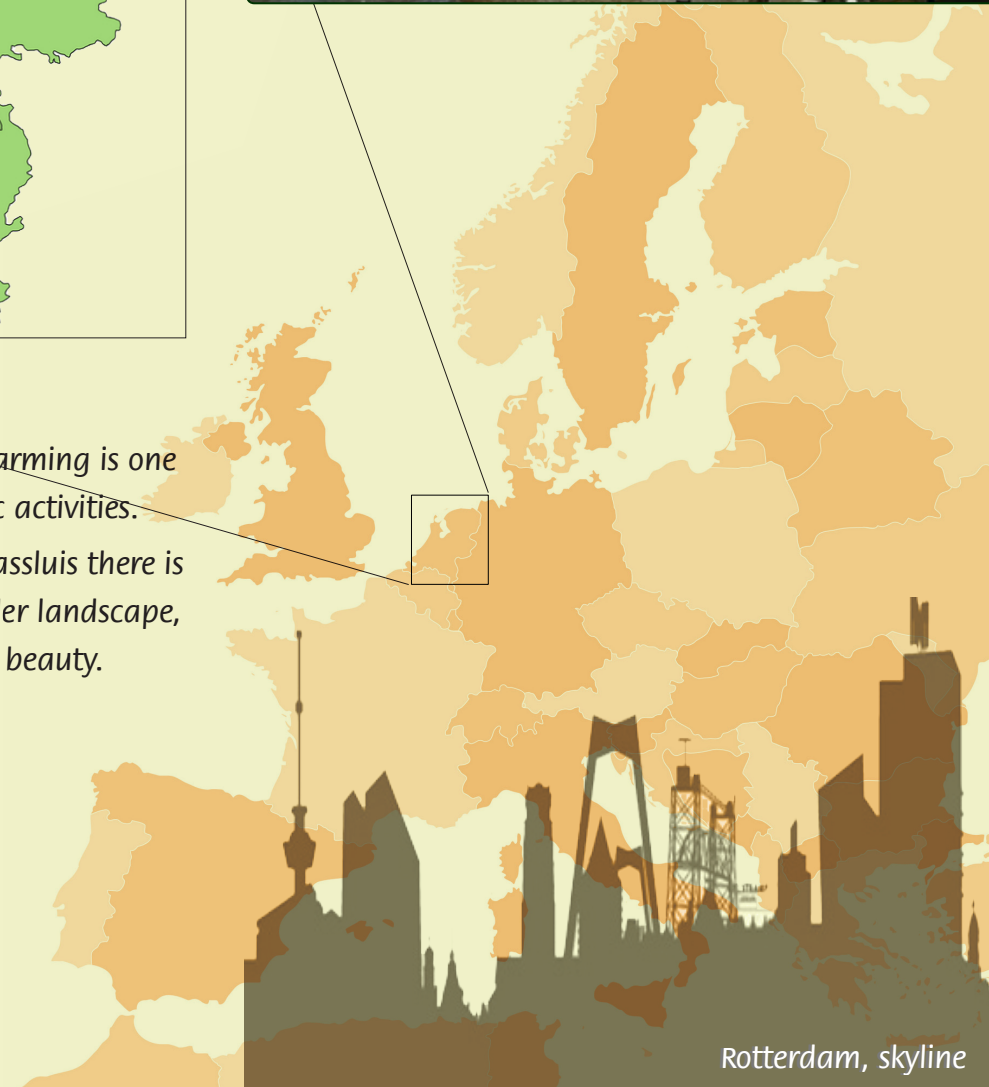 arming is one
c activities.
assluis there is
er landscape,
beauty.
Rotterdam, skyline